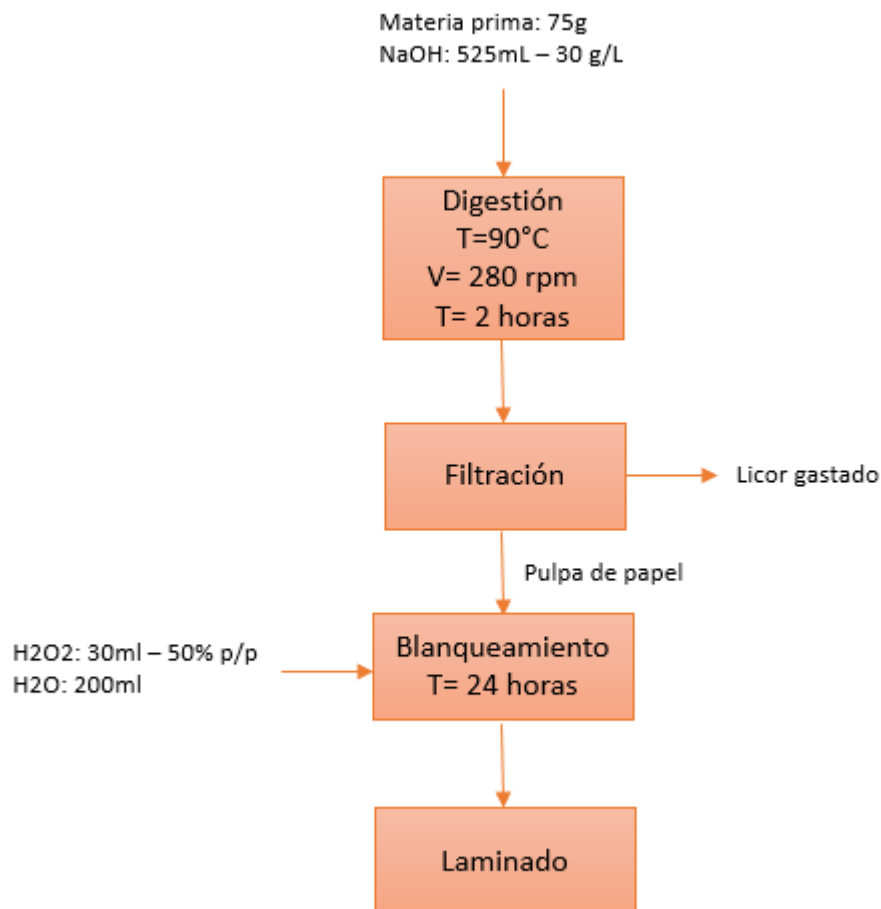 Materia prima: 75g
NaOH: 525mL – 30 g/L
Digestión
T=90°C
V= 280 rpm
T= 2 horas
Filtración
Licor gastado
Pulpa de papel
H2O2: 30ml – 50% p/p
H2O: 200ml
Blanqueamiento
T= 24 horas
Laminado